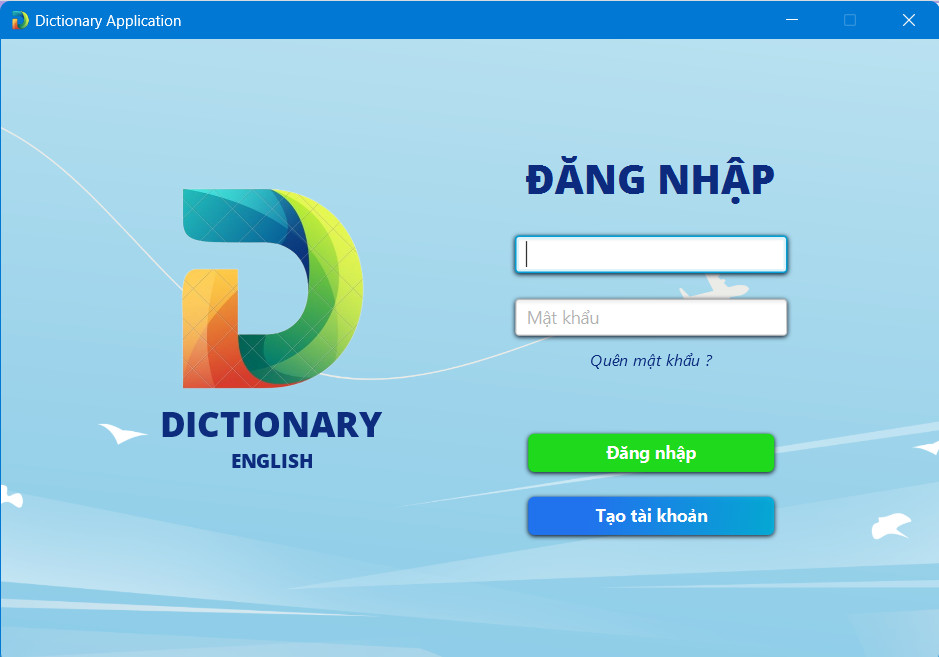 Dictionary Application
ĐĂNG NHẬP
Mật khẩu
Quên mật khẩu ?
DICTIONARY
ENGLISH
Đăng nhập
Tạo tài khoản